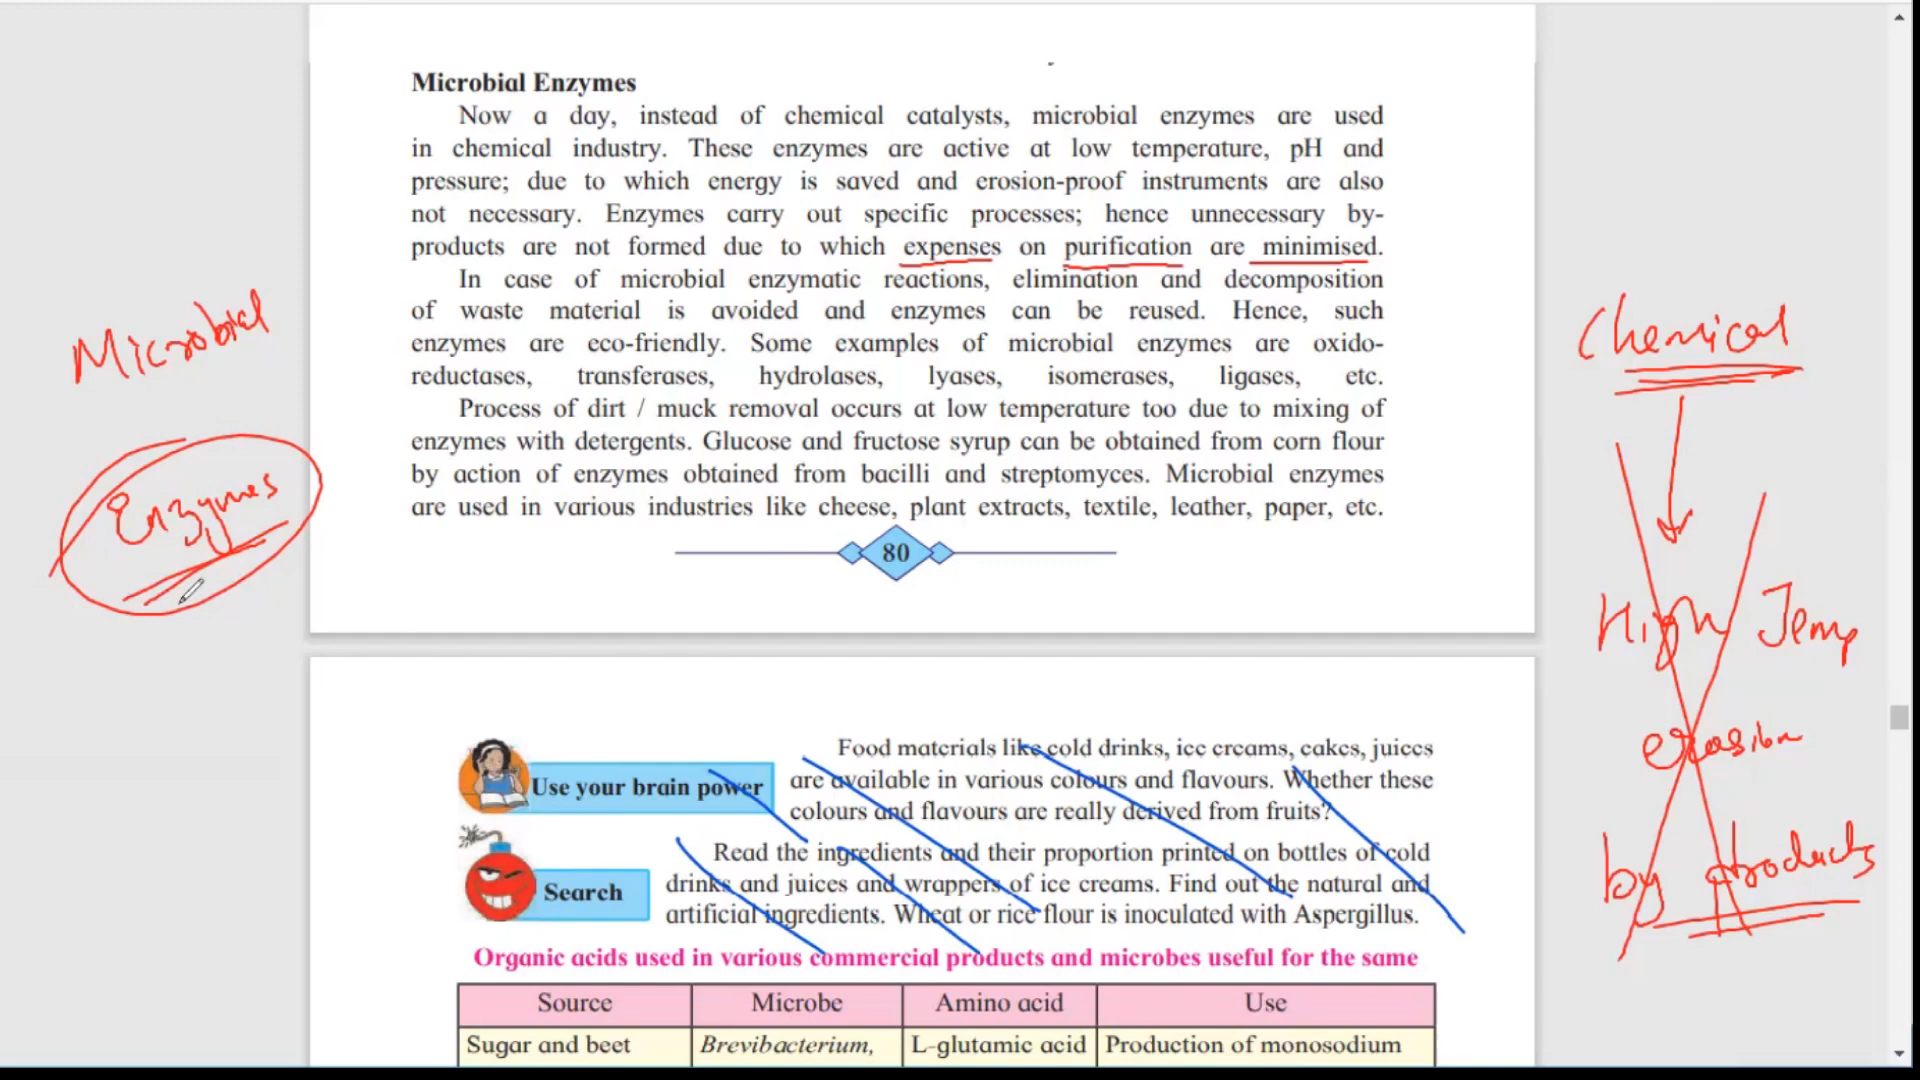 Microbial Enzymes
Now a day, instead of chemical catalysts, microbial enzymes are used
in chemical industry. These enzymes are active at low temperature, pH and
pressure; due to which energy is saved and erosion-proof instruments are also
not necessary. Enzymes carry out specific processes; hence unnecessary by-
products are not formed due to which expenses on purification are minimised.
In case of microbial enzymatic reactions, elimination and decomposition
of waste material is avoided and enzymes can be reused. Hence, such
enzymes are eco-friendly. Some examples of microbial enzymes are oxido-
reductases, transferases, hydrolases, lyases, isomerases, ligases, etc.
Process of dirt / muck removal occurs at low temperature too due to mixing of
enzymes with detergents. Glucose and fructose syrup can be obtained from corn flour
by action of enzymes obtained from bacilli and streptomyces. Microbial enzymes
are used in various industries like cheese, plant extracts, textile, leather, paper, etc.
80
Microbial
Enzymes
Chemical
High Temp
erosion
by products
Use your brain power
Food materials like cold drinks, ice creams, cakes, juices
are available in various colours and flavours. Whether these
colours and flavours are really derived from fruits?
Search
Read the ingredients and their proportion printed on bottles of cold
drinks and juices and wrappers of ice creams. Find out the natural and
artificial ingredients. Wheat or rice flour is inoculated with Aspergillus.
Organic acids used in various commercial products and microbes useful for the same
Source Microbe Amino acid Use
Sugar and beet Brevibacterium, L-glutamic acid Production of monosodium